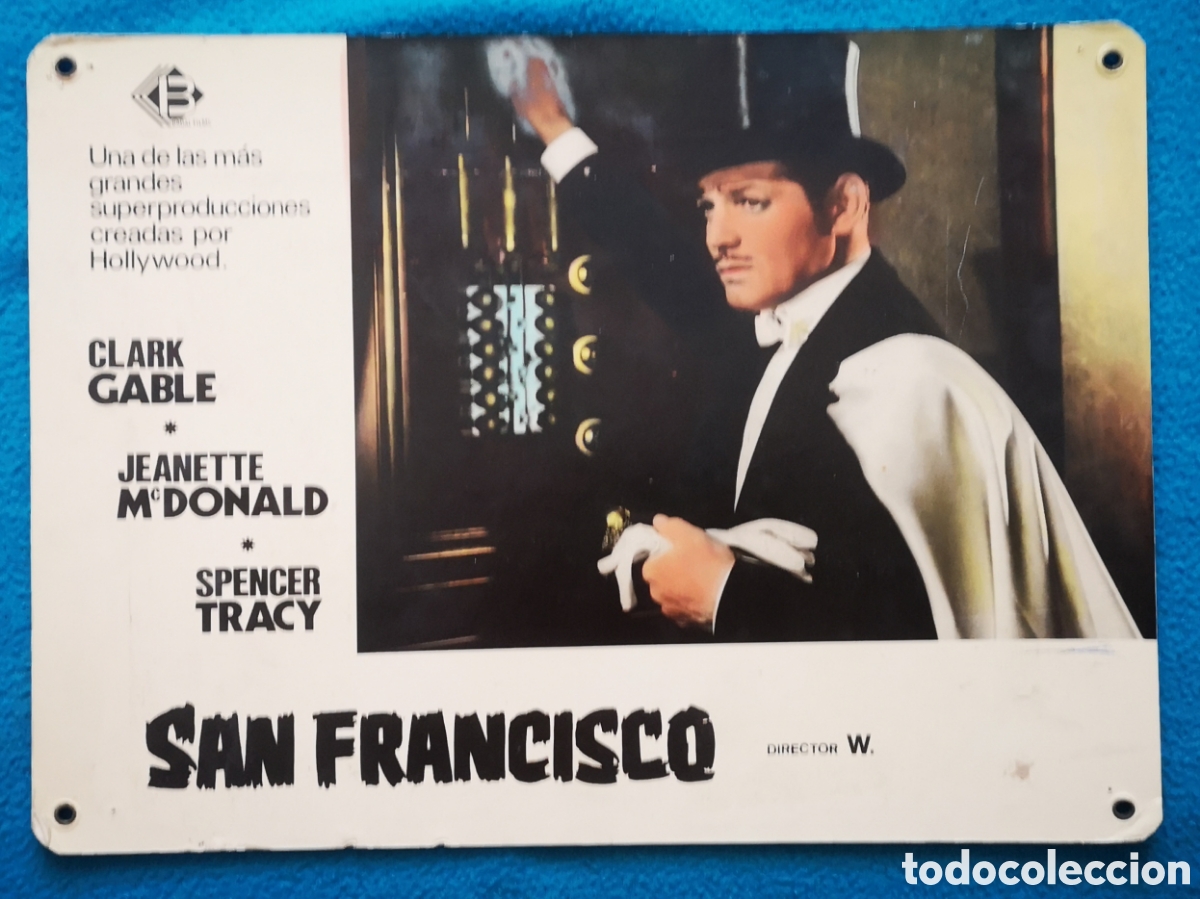 B
Una de las más
grandes
superproducciones
creadas por
Hollywood.
CLARK
GABLE
*
JEANETTE
McDONALD
*
SPENCER
TRACY
SAN FRANCISCO
DIRECTOR W.
todocoleccion